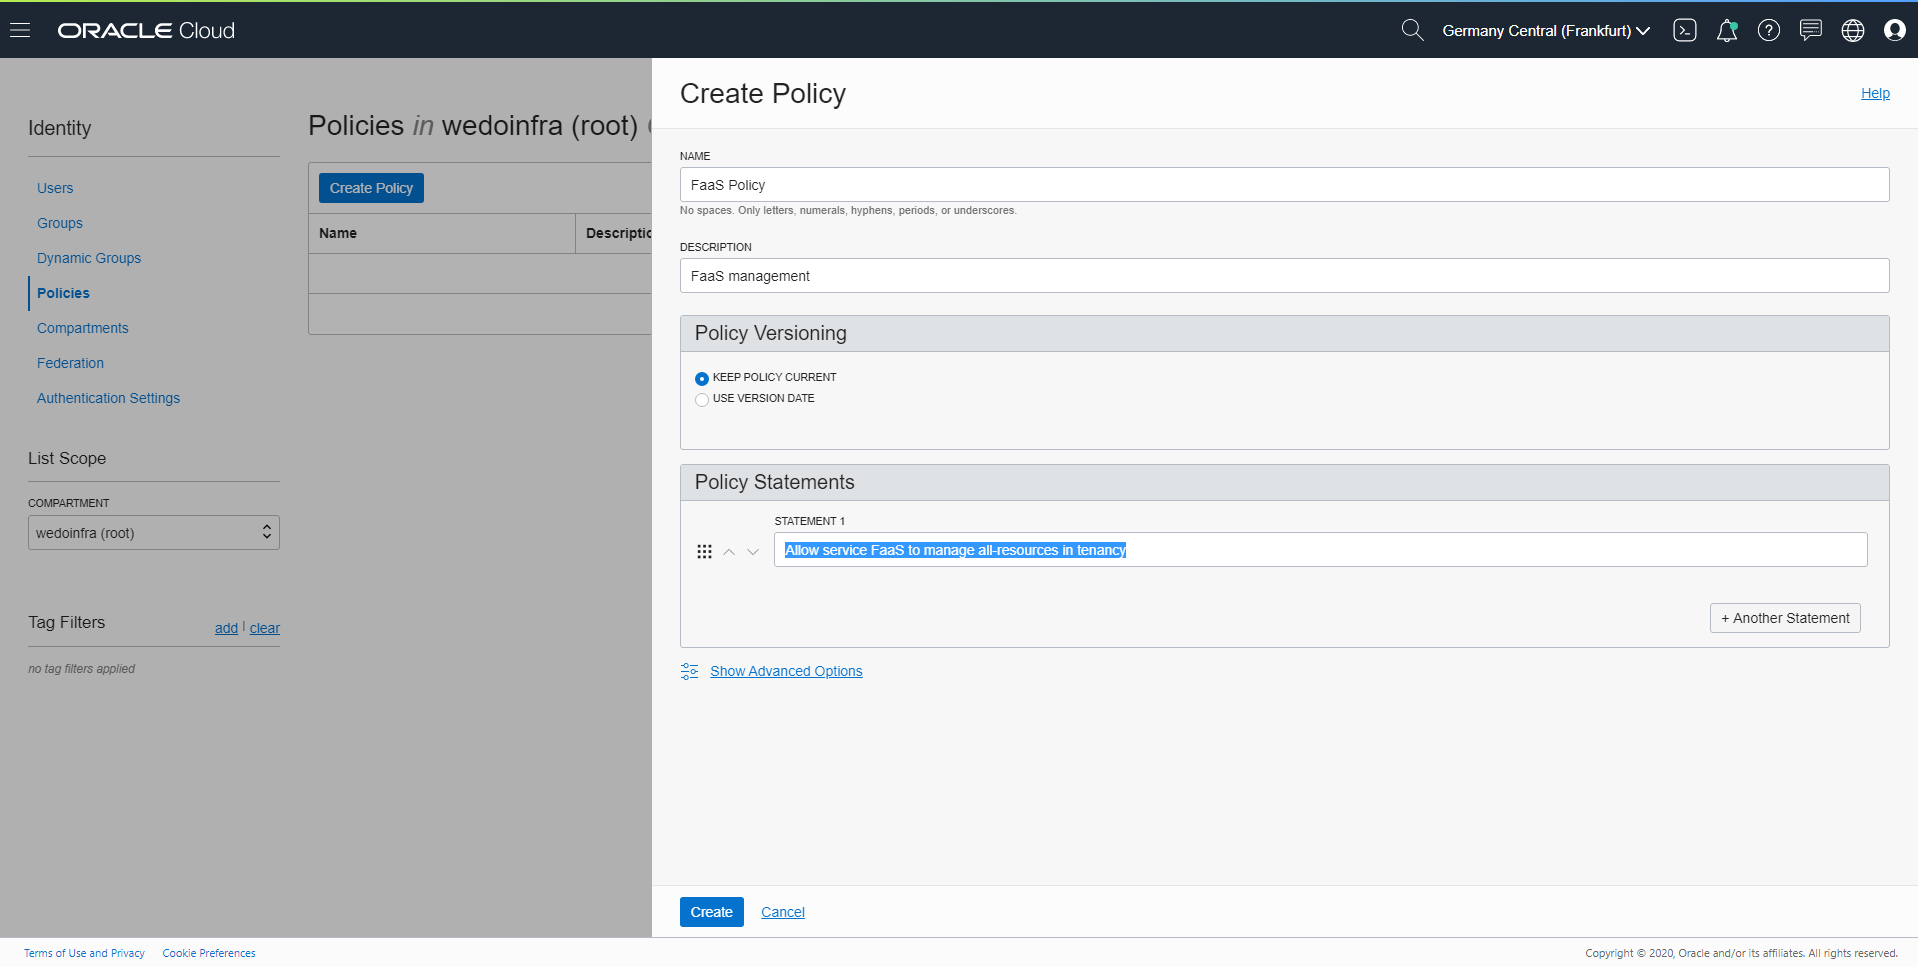 ORACLE Cloud
Germany Central (Frankfurt)
Identity
Users
Groups
Dynamic Groups
Policies
Compartments
Federation
Authentication Settings
List Scope
COMPARTMENT
wedoinfra (root)
Tag Filters
add | clear
no tag filters applied
Policies in wedoinfra (root)
Create Policy
Name
Descriptio
Create Policy
Help
NAME
FaaS Policy
No spaces. Only letters, numerals, hyphens, periods, or underscores.
DESCRIPTION
FaaS management
Policy Versioning
KEEP POLICY CURRENT
USE VERSION DATE
Policy Statements
STATEMENT 1
Allow service FaaS to manage all-resources in tenancy
+ Another Statement
Show Advanced Options
Create
Cancel
Terms of Use and Privacy
Cookie Preferences
Copyright © 2020, Oracle and/or its affiliates. All rights reserved.